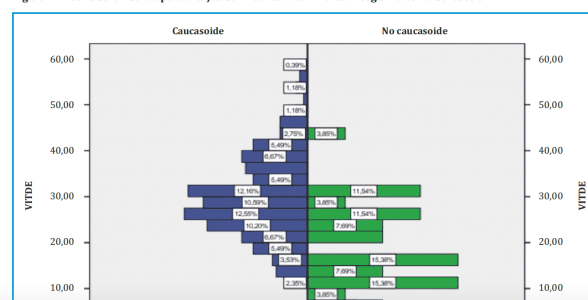 Caucasoide No caucasoide
60,00 0,39% 60,00
1,18%
50,00 1,18% 50,00
2,75% 3,85%
5,49%
40,00 6,67% 40,00
5,49%
12,16% 11,54%
30,00 10,59% 3,85% 30,00
12,55% 11,54%
10,20% 7,69%
20,00 6,67% 20,00
5,49%
3,53% 15,38%
7,69%
10,00 2,35% 15,38% 10,00
3,85%
VITDE VITDE